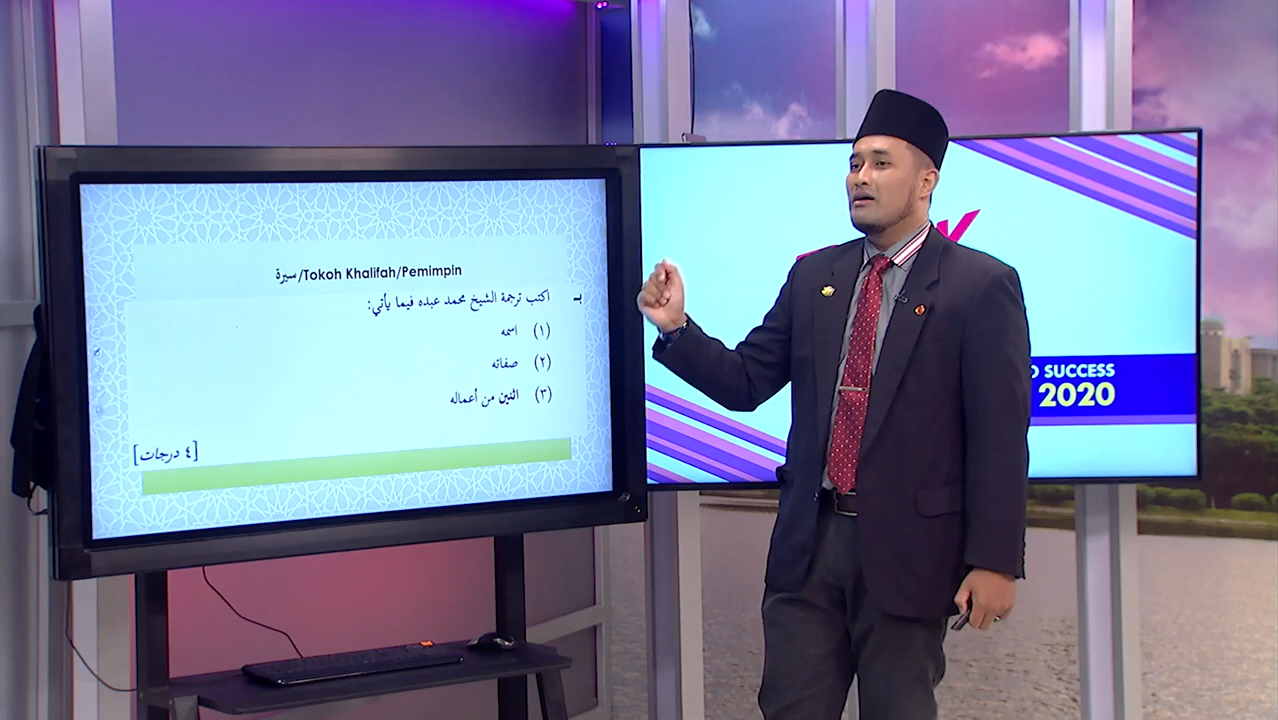 سيرة/Tokoh Khalifah/Pemimpin
بـ اكتب ترجمة الشيخ محمد عبده فيما يأتي:
(١) اسمه
(٢) صفاته
(٣) اثنين من أعماله
[٤ درجات]
SUCCESS
2020